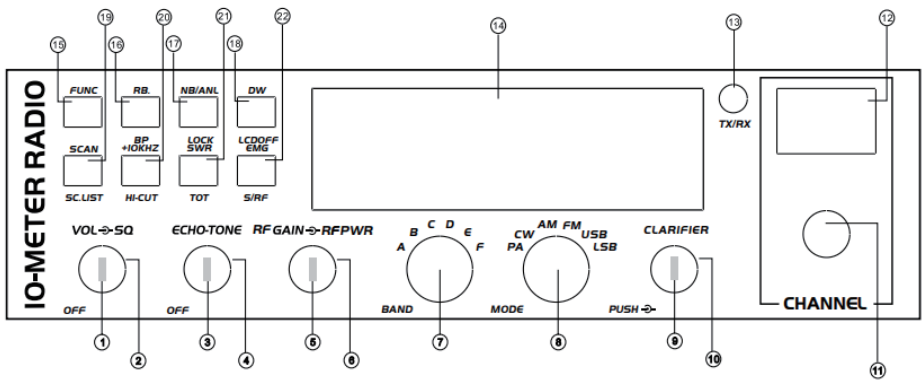 19 20 21 22 14 13 12
15 16 17 18
10-METER RADIO
FUNC RB. NB/ANL DW
TX/RX
BP LOCK LCDOFF
SCAN +10KHZ SWR EMG
SC.LIST HI-CUT TOT S/RF
VOL SQ ECHO-TONE RF GAIN RFPWR
A B C D E F
PA CW AM FM USB LSB
CLARIFIER
OFF OFF BAND MODE PUSH
CHANNEL
1 2 3 4 5 6 7 8 9 10 11